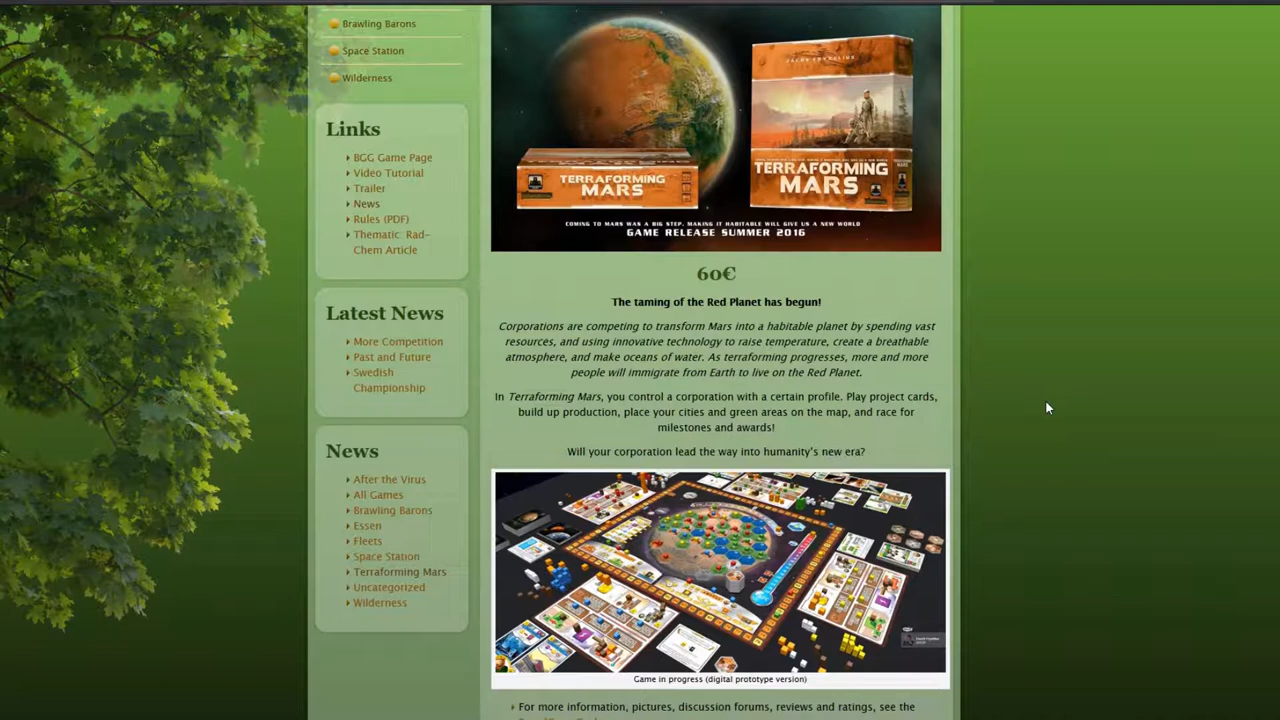 Brawling Barons
Space Station
Wilderness
Links
BGG Game Page
Video Tutorial
Trailer
News
Rules (PDF)
Thematic Rad-
Chem Article
Latest News
More Competition
Past and Future
Swedish
Championship
News
After the Virus
All Games
Brawling Barons
Essen
Fleets
Space Station
Terraforming Mars
Uncategorized
Wilderness
TERRAFORMING
MARS
TERRAFORMING
MARS
COMING TO MARS WAS A BIG STEP. MAKING IT HABITABLE WILL GIVE US A NEW WORLD
GAME RELEASE SUMMER 2016
60€
The taming of the Red Planet has begun!
Corporations are competing to transform Mars into a habitable planet by spending vast
resources, and using innovative technology to raise temperature, create a breathable
atmosphere, and make oceans of water. As terraforming progresses, more and more
people will immigrate from Earth to live on the Red Planet.
In Terraforming Mars, you control a corporation with a certain profile. Play project cards,
build up production, place your cities and green areas on the map, and race for
milestones and awards!
Will your corporation lead the way into humanity's new era?
Game in progress (digital prototype version)
For more information, pictures, discussion forums, reviews and ratings, see the